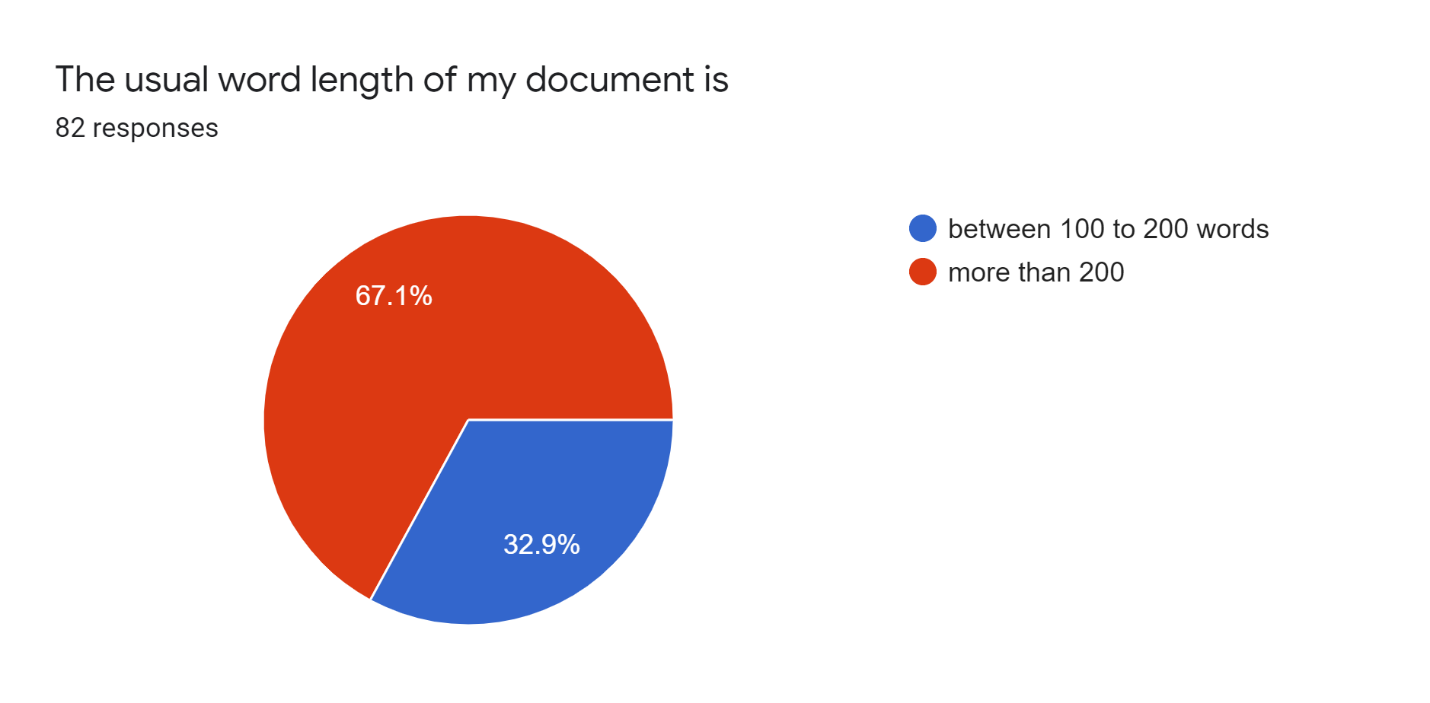 The usual word length of my document is
82 responses
between 100 to 200 words
more than 200
67.1%
32.9%